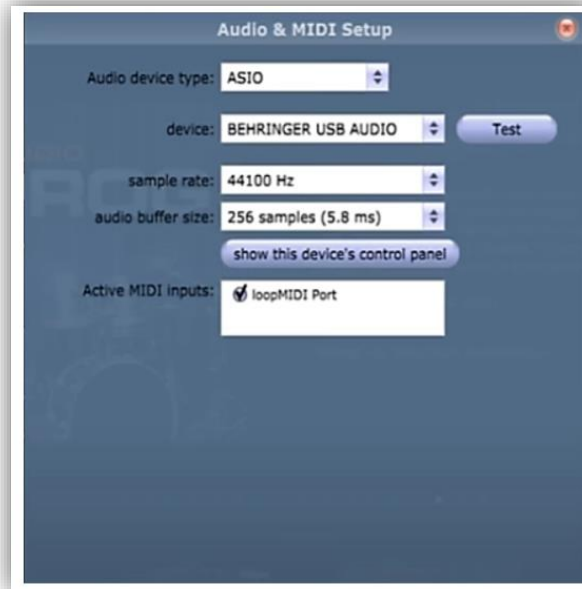 Audio & MIDI Setup
Audio device type: ASIO
device: BEHRINGER USB AUDIO Test
sample rate: 44100 Hz
audio buffer size: 256 samples (5.8 ms)
show this device's control panel
Active MIDI inputs: loopMIDI Port